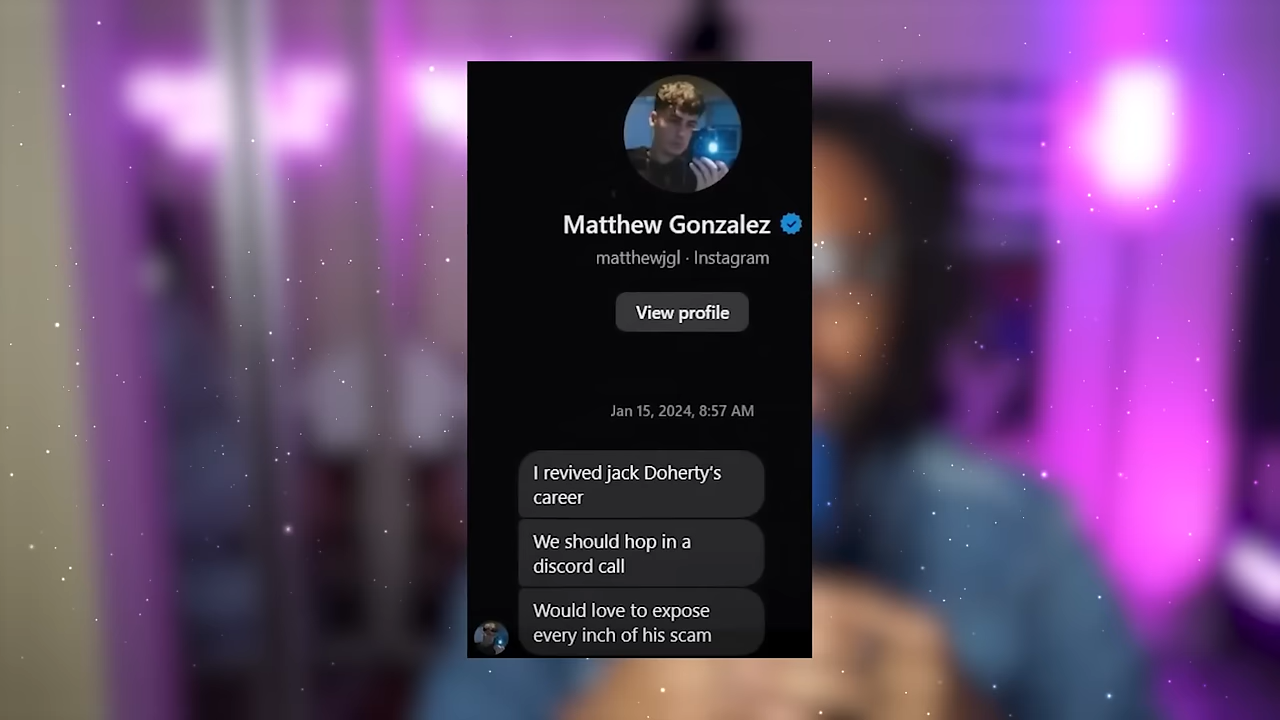 Matthew Gonzalez
matthewjgl · Instagram
View profile
Jan 15, 2024, 8:57 AM
I revived jack Doherty's
career
We should hop in a
discord call
Would love to expose
every inch of his scam